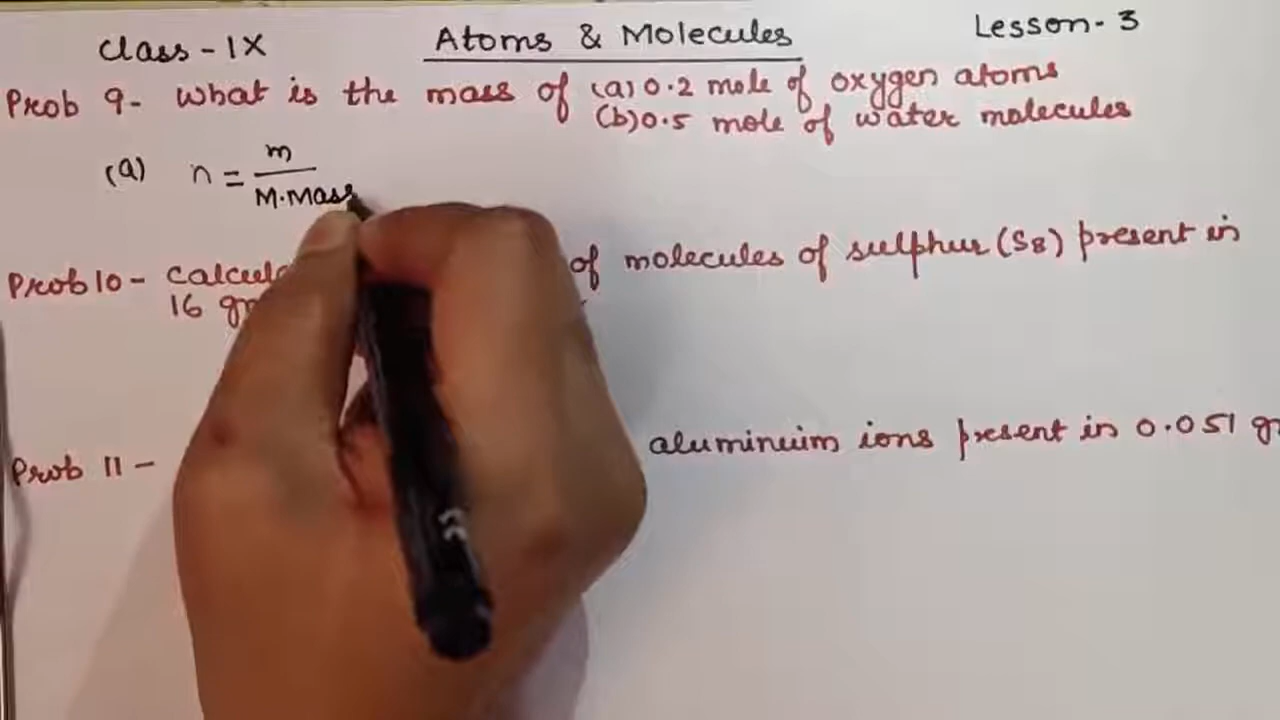 Class - IX Atoms & Molecules Lesson - 3
Prob 9- What is the mass of (a) 0.2 mole of oxygen atoms
(b) 0.5 mole of water molecules
(a) n = m
M.Mass
Prob 10 - of molecules of sulphur (S8) present in
16
Prob 11 - aluminium ions present in 0.051